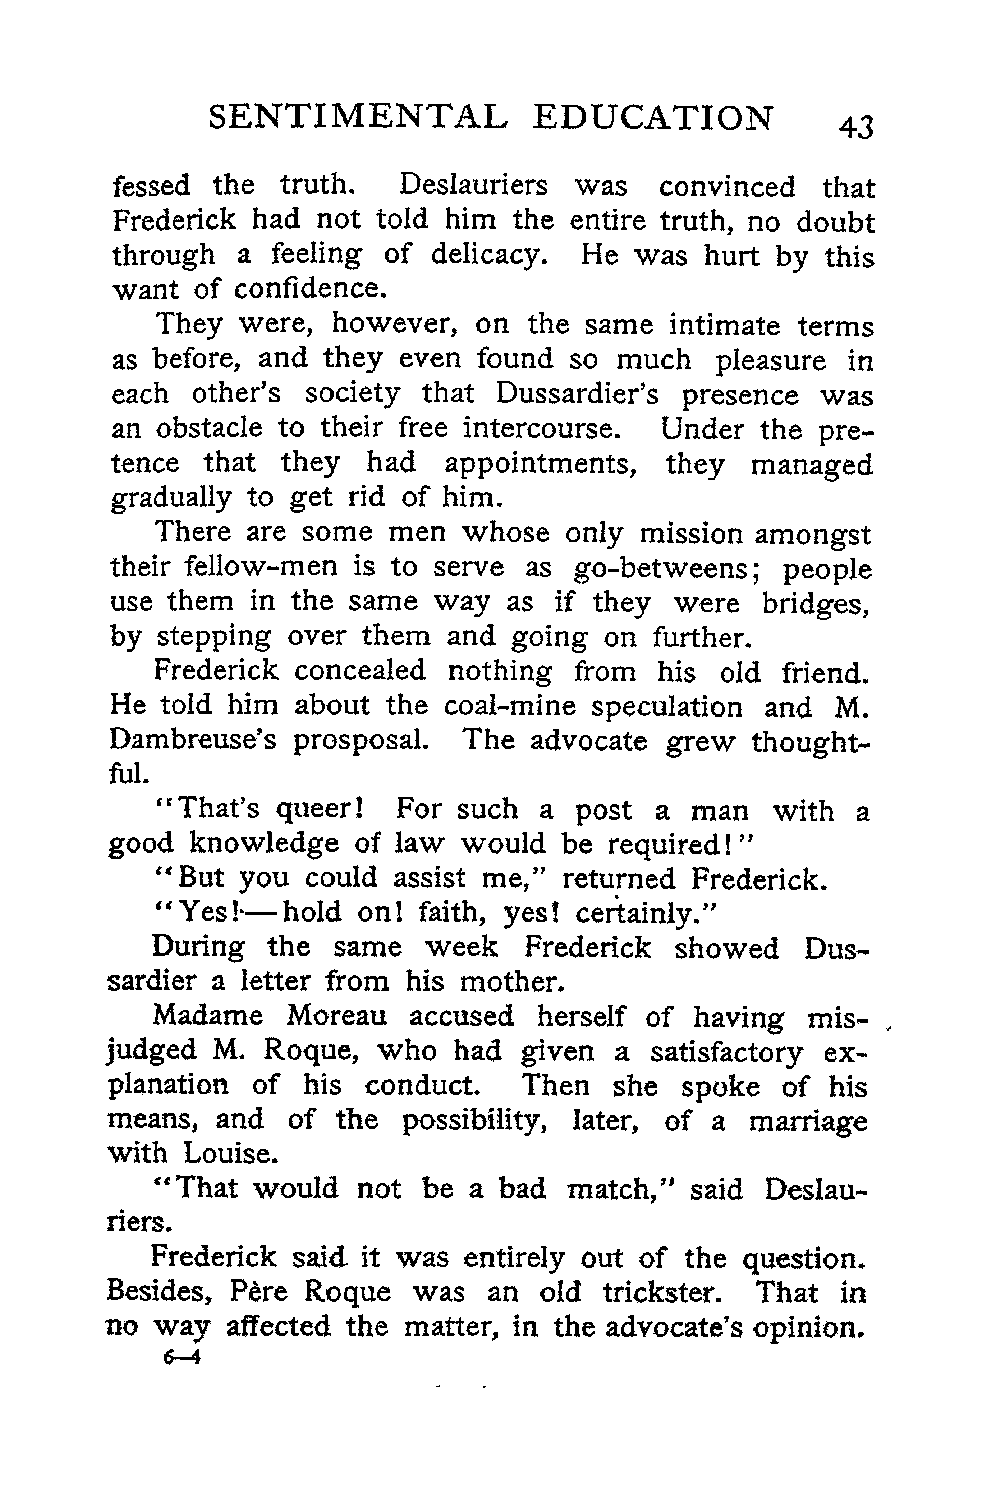 SENTIMENTAL EDUCATION 43
fessed the truth. Deslauriers was convinced that
Frederick had not told him the entire truth, no doubt
through a feeling of delicacy. He was hurt by this
want of confidence.
They were, however, on the same intimate terms
as before, and they even found so much pleasure in
each other's society that Dussardier's presence was
an obstacle to their free intercourse. Under the pre-
tence that they had appointments, they managed
gradually to get rid of him.
There are some men whose only mission amongst
their fellow-men is to serve as go-betweens; people
use them in the same way as if they were bridges,
by stepping over them and going on further.
Frederick concealed nothing from his old friend.
He told him about the coal-mine speculation and M.
Dambreuse's prosposal. The advocate grew thought-
ful.
"That's queer! For such a post a man with a
good knowledge of law would be required!"
"But you could assist me," returned Frederick.
"Yes!—hold on! faith, yes! certainly."
During the same week Frederick showed Dus-
sardier a letter from his mother.
Madame Moreau accused herself of having mis-
judged M. Roque, who had given a satisfactory ex-
planation of his conduct. Then she spoke of his
means, and of the possibility, later, of a marriage
with Louise.
"That would not be a bad match," said Deslau-
riers.
Frederick said it was entirely out of the question.
Besides, Père Roque was an old trickster. That in
no way affected the matter, in the advocate's opinion.
6—4